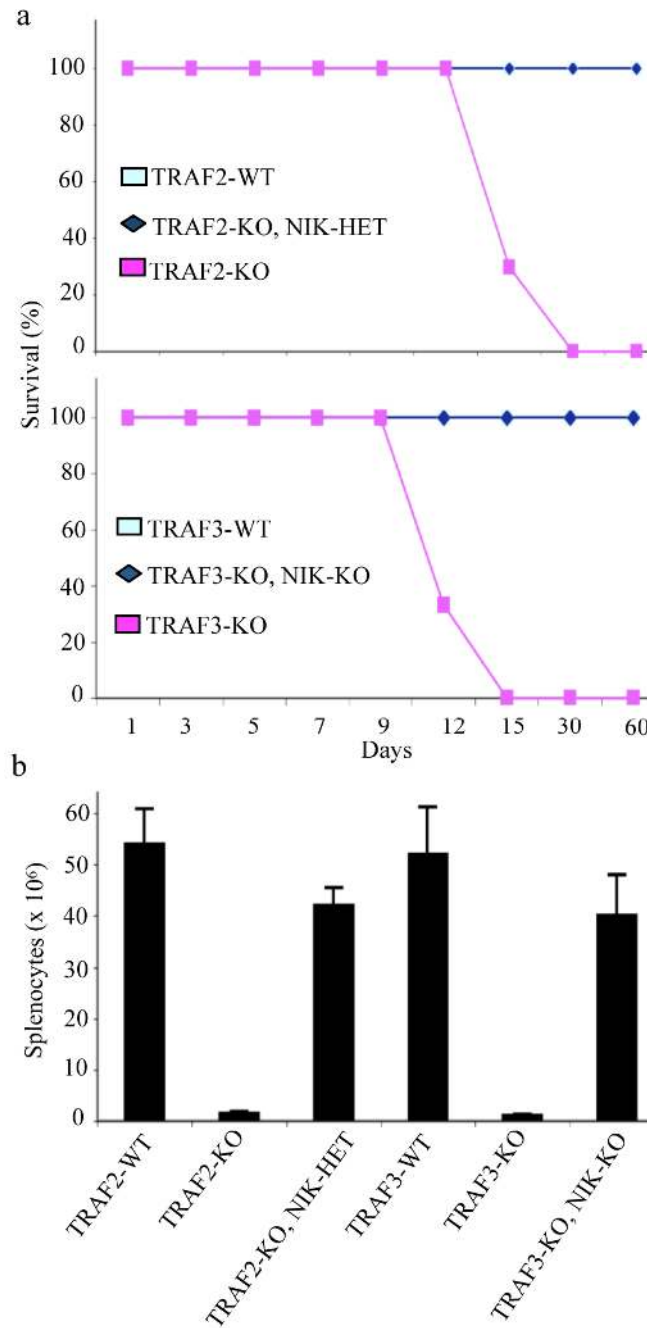 a
Survival (%)
100
80
60
40
20
0
TRAF2-WT
TRAF2-KO, NIK-HET
TRAF2-KO
100
80
60
40
20
0
TRAF3-WT
TRAF3-KO, NIK-KO
TRAF3-KO
1 3 5 7 9 12 15 30 60
Days
b
Splenocytes (x 10⁶)
60
50
40
30
20
10
0
TRAF2-WT
TRAF2-KO
TRAF2-KO, NIK-HET
TRAF3-WT
TRAF3-KO
TRAF3-KO, NIK-KO